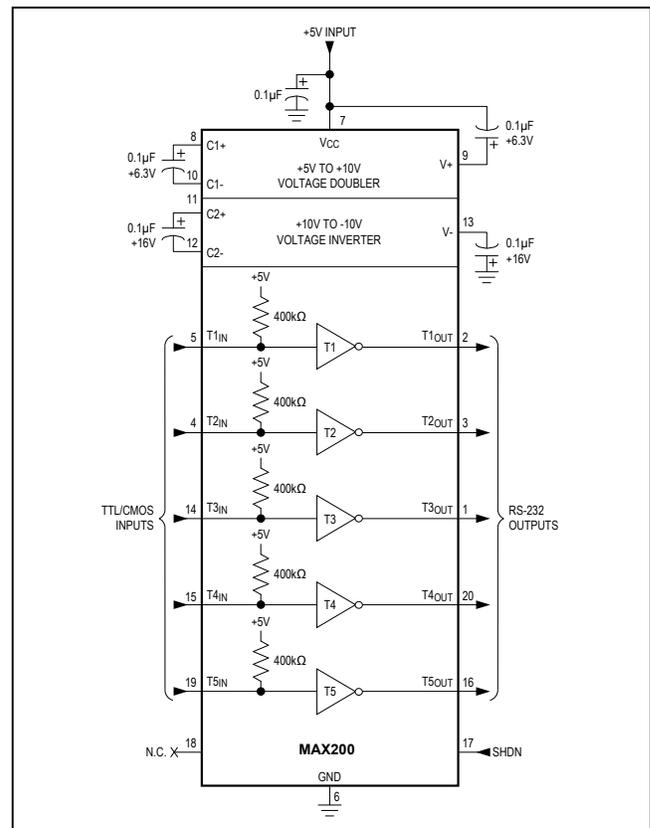 +5V INPUT
0.1µF
7
0.1µF
+6.3V
8
C1+
VCC
9
V+
0.1µF
+6.3V
10
C1-
+5V TO +10V
VOLTAGE DOUBLER
11
C2+
0.1µF
+16V
12
C2-
+10V TO -10V
VOLTAGE INVERTER
V-
13
0.1µF
+16V
+5V
400kΩ
5
T1IN
T1
T1OUT
2
+5V
400kΩ
4
T2IN
T2
T2OUT
3
+5V
400kΩ
TTL/CMOS
INPUTS
14
T3IN
T3
T3OUT
1
RS-232
OUTPUTS
+5V
400kΩ
15
T4IN
T4
T4OUT
20
+5V
400kΩ
19
T5IN
T5
T5OUT
16
N.C.
18
MAX200
17
SHDN
GND
6